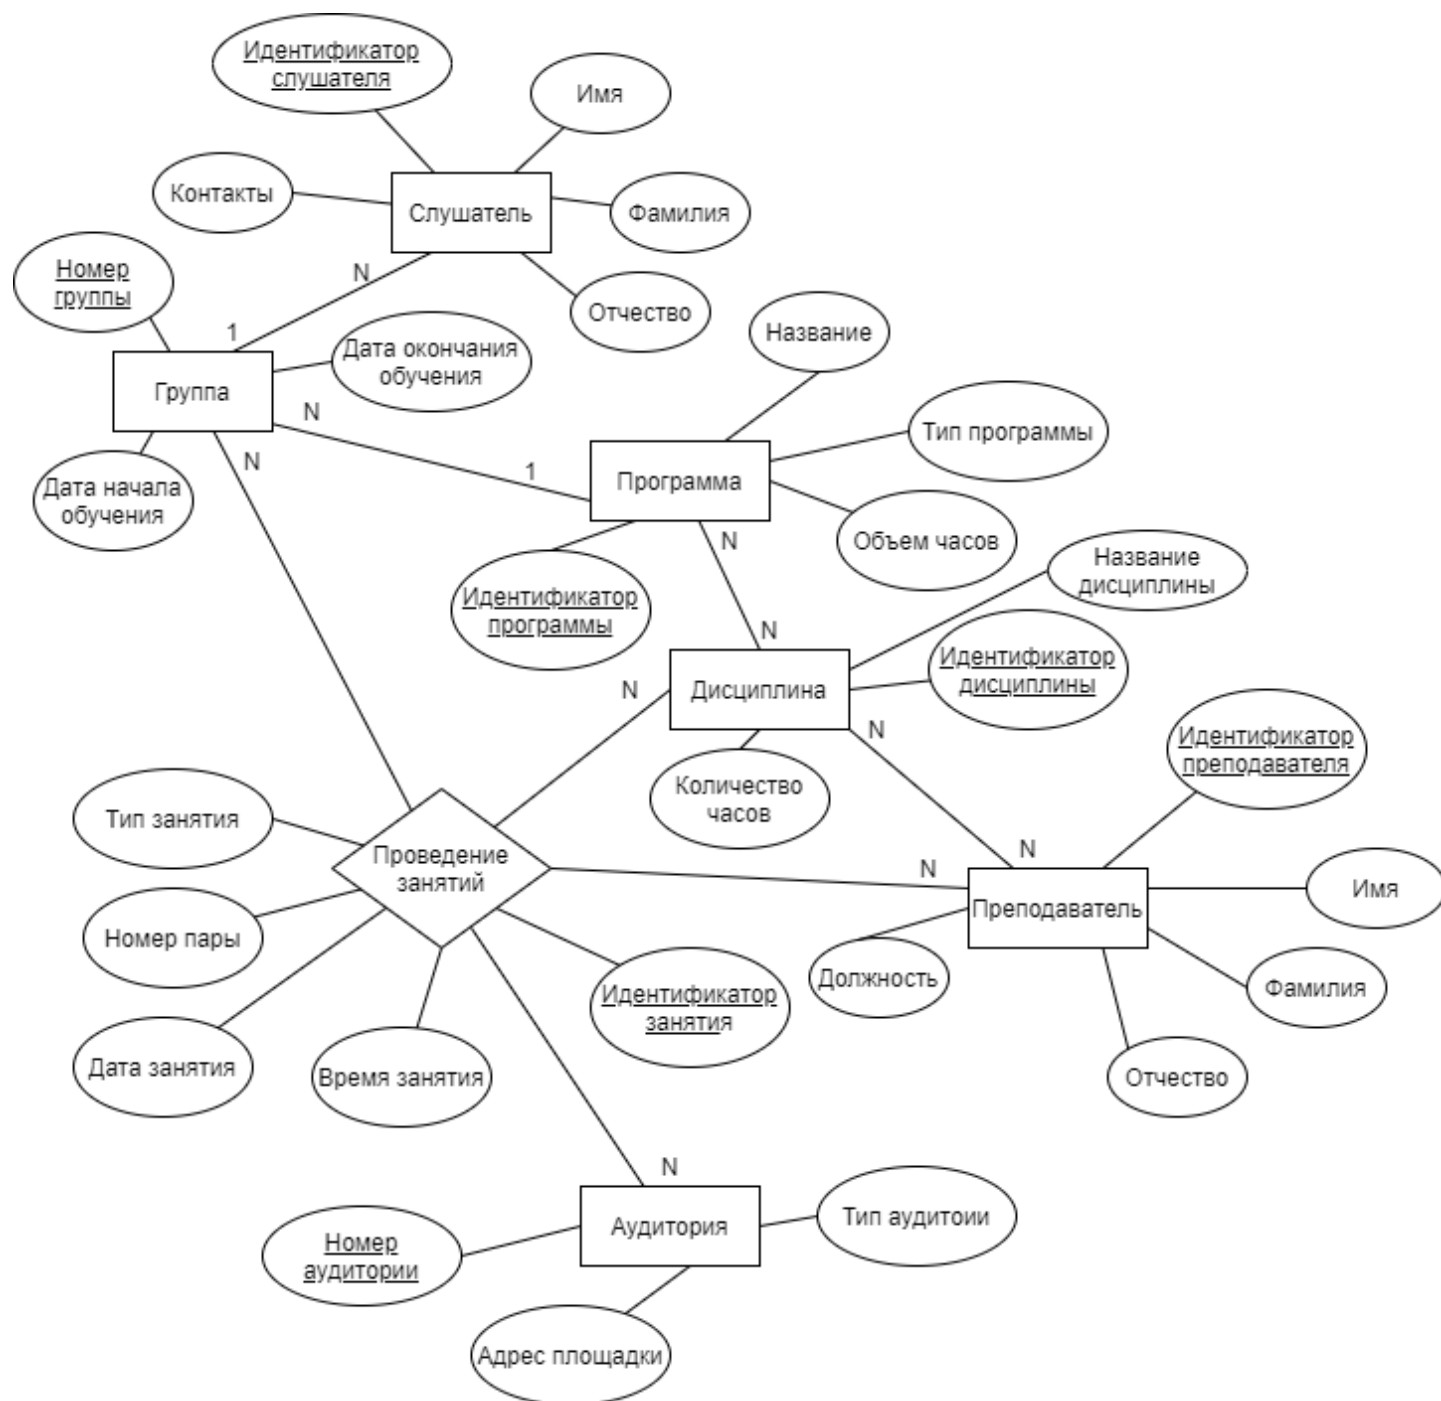 Идентификатор
слушателя
Имя
Контакты
Слушатель
Фамилия
Номер
группы
N
1
Отчество
Название
Дата окончания
обучения
Группа
N
Тип программы
N
1
Программа
Дата начала
обучения
Объем часов
N
Название
дисциплины
Идентификатор
программы
N
Идентификатор
дисциплины
N
Дисциплина
N
Идентификатор
преподавателя
Количество
часов
Тип занятия
Проведение
занятий
N
N
Имя
Преподаватель
Номер пары
Должность
Идентификатор
занятия
Фамилия
Дата занятия
Время занятия
Отчество
N
Тип аудитоии
Аудитория
Номер
аудитории
Адрес площадки